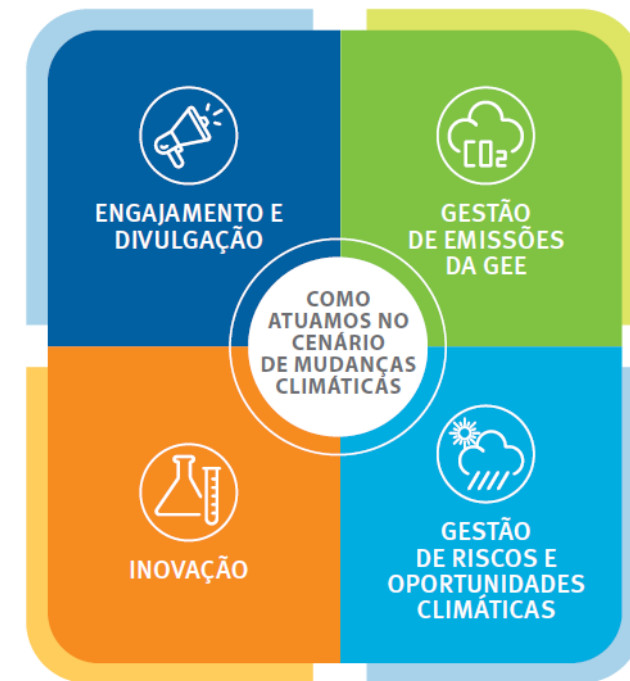 ENGAJAMENTO E
DIVULGAÇÃO
CO₂
GESTÃO
DE EMISSÕES
DA GEE
COMO
ATUAMOS NO
CENÁRIO
DE MUDANÇAS
CLIMÁTICAS
INOVAÇÃO
GESTÃO
DE RISCOS E
OPORTUNIDADES
CLIMÁTICAS